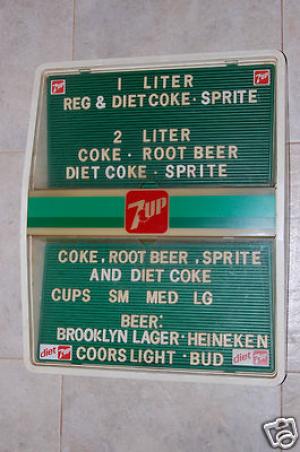 7UP 7UP
1 LITER
REG & DIET COKE · SPRITE
2 LITER
COKE · ROOT BEER
DIET COKE · SPRITE
7UP
COKE, ROOT BEER, SPRITE
AND DIET COKE
CUPS SM MED LG
BEER:
BROOKLYN LAGER · HEINEKEN
diet 7UP COORS LIGHT · BUD diet 7UP